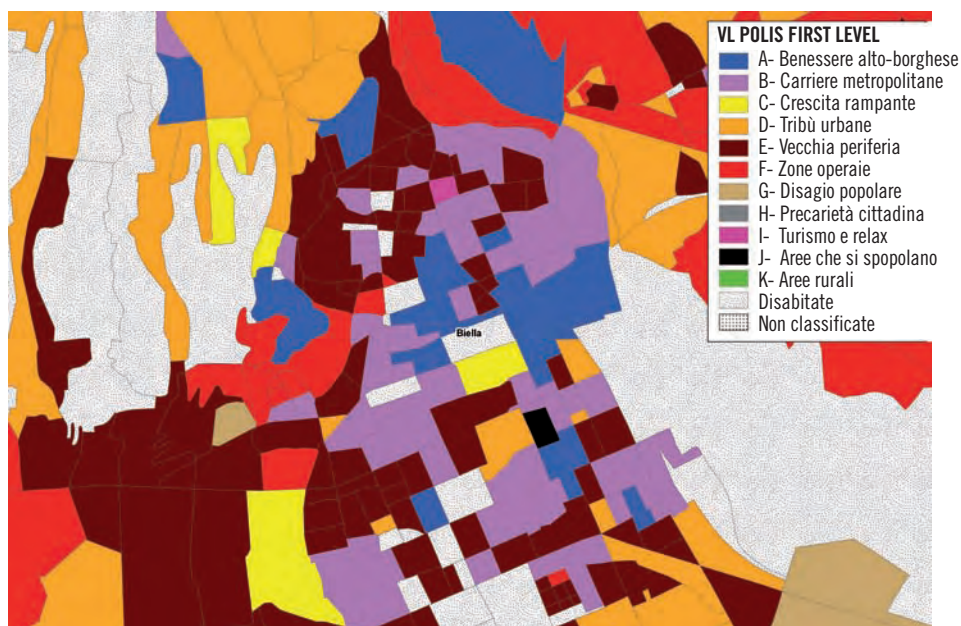 VL POLIS FIRST LEVEL
A- Benessere alto-borghese
B- Carriere metropolitane
C- Crescita rampante
D- Tribù urbane
E- Vecchia periferia
F- Zone operaie
G- Disagio popolare
H- Precarietà cittadina
I- Turismo e relax
J- Aree che si spopolano
K- Aree rurali
Disabitate
Non classificate
Biella